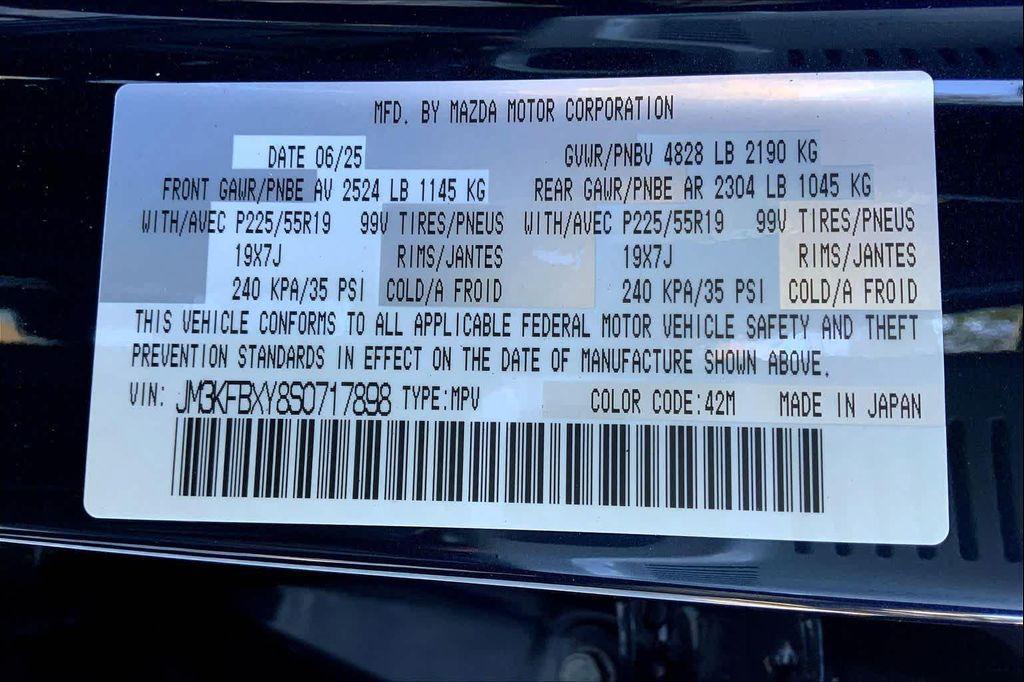 MFD. BY MAZDA MOTOR CORPORATION
DATE 06/25 GVWR/PNBV 4828 LB 2190 KG
FRONT GAWR/PNBE AV 2524 LB 1145 KG REAR GAWR/PNBE AR 2304 LB 1045 KG
WITH/AVEC P225/55R19 99V TIRES/PNEUS WITH/AVEC P225/55R19 99V TIRES/PNEUS
19X7J RIMS/JANTES 19X7J RIMS/JANTES
240 KPA/35 PSI COLD/A FROID 240 KPA/35 PSI COLD/A FROID
THIS VEHICLE CONFORMS TO ALL APPLICABLE FEDERAL MOTOR VEHICLE SAFETY AND THEFT
PREVENTION STANDARDS IN EFFECT ON THE DATE OF MANUFACTURE SHOWN ABOVE.
VIN: JM3KFBXY8S0717898 TYPE:MPV COLOR CODE:42M MADE IN JAPAN